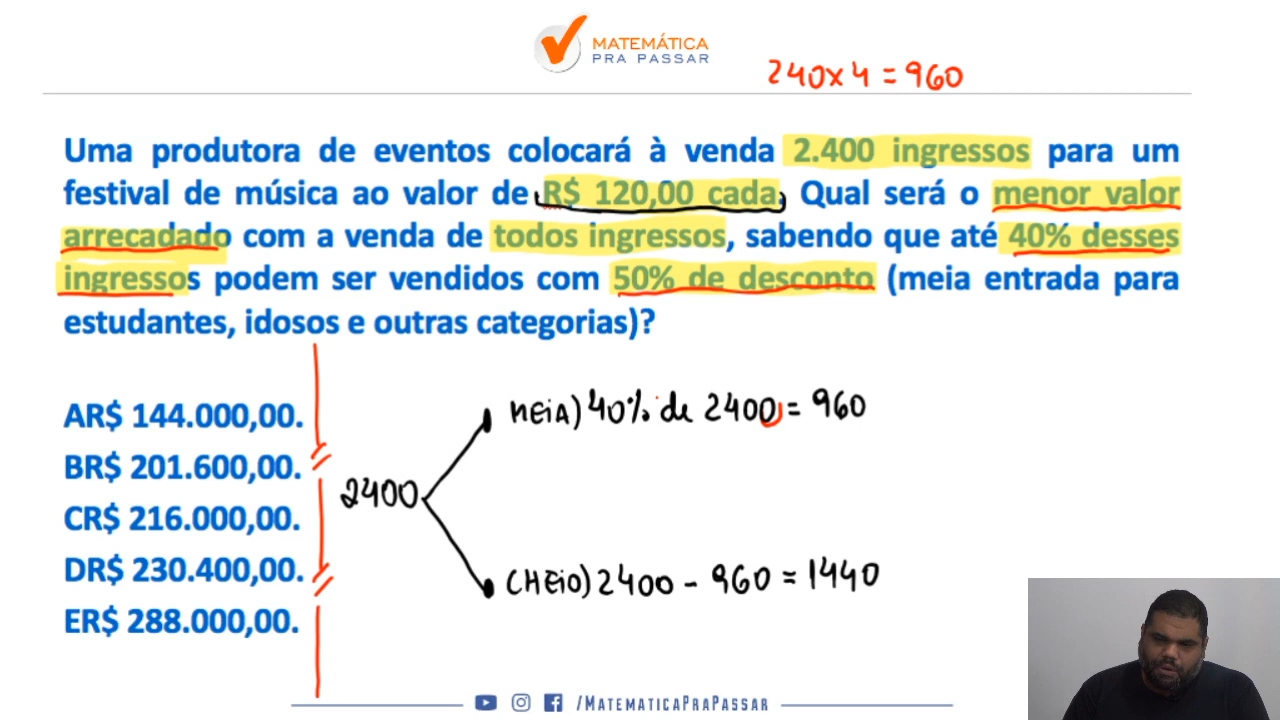 MATEMÁTICA
PRA PASSAR
240x4 = 960
Uma produtora de eventos colocará à venda 2.400 ingressos para um
festival de música ao valor de R$ 120,00 cada. Qual será o menor valor
arrecadado com a venda de todos ingressos, sabendo que até 40% desses
ingressos podem ser vendidos com 50% de desconto (meia entrada para
estudantes, idosos e outras categorias)?
AR$ 144.000,00.
BR$ 201.600,00.
CR$ 216.000,00.
DR$ 230.400,00.
ER$ 288.000,00.
2400
MEIA) 40% de 2400 = 960
CHEIO) 2400 - 960 = 1440
/MATEMATICAPRAPASSAR